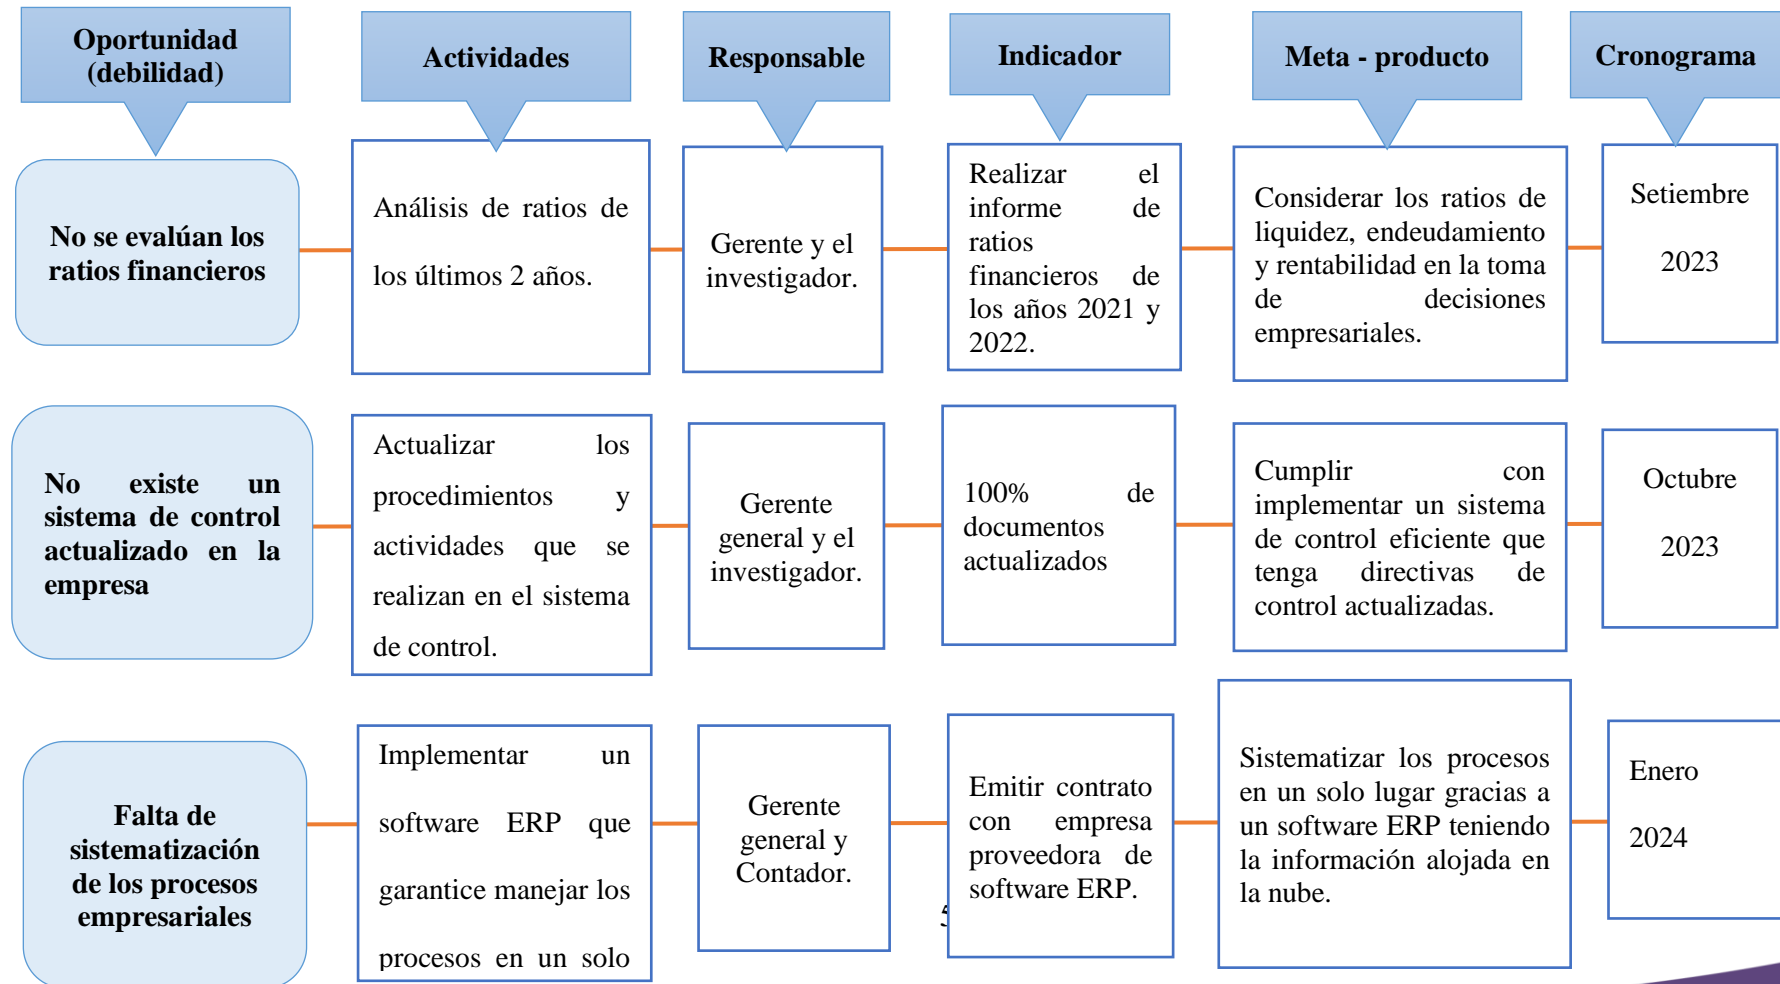 Oportunidad
(debilidad)
Actividades
Responsable
Indicador
Meta - producto
Cronograma
No se evalúan los
ratios financieros
Análisis de ratios de
los últimos 2 años.
Gerente y el
investigador.
Realizar el
informe de
ratios
financieros de
los años 2021 y
2022.
Considerar los ratios de
liquidez, endeudamiento
y rentabilidad en la toma
de decisiones
empresariales.
Setiembre
2023
No existe un
sistema de control
actualizado en la
empresa
Actualizar los
procedimientos y
actividades que se
realizan en el sistema
de control.
Gerente
general y el
investigador.
100% de
documentos
actualizados
Cumplir con
implementar un sistema
de control eficiente que
tenga directivas de
control actualizadas.
Octubre
2023
Falta de
sistematización
de los procesos
empresariales
Implementar un
software ERP que
garantice manejar los
procesos en un solo
Gerente
general y
Contador.
Emitir contrato
con empresa
proveedora de
software ERP.
Sistematizar los procesos
en un solo lugar gracias a
un software ERP teniendo
la información alojada en
la nube.
Enero
2024